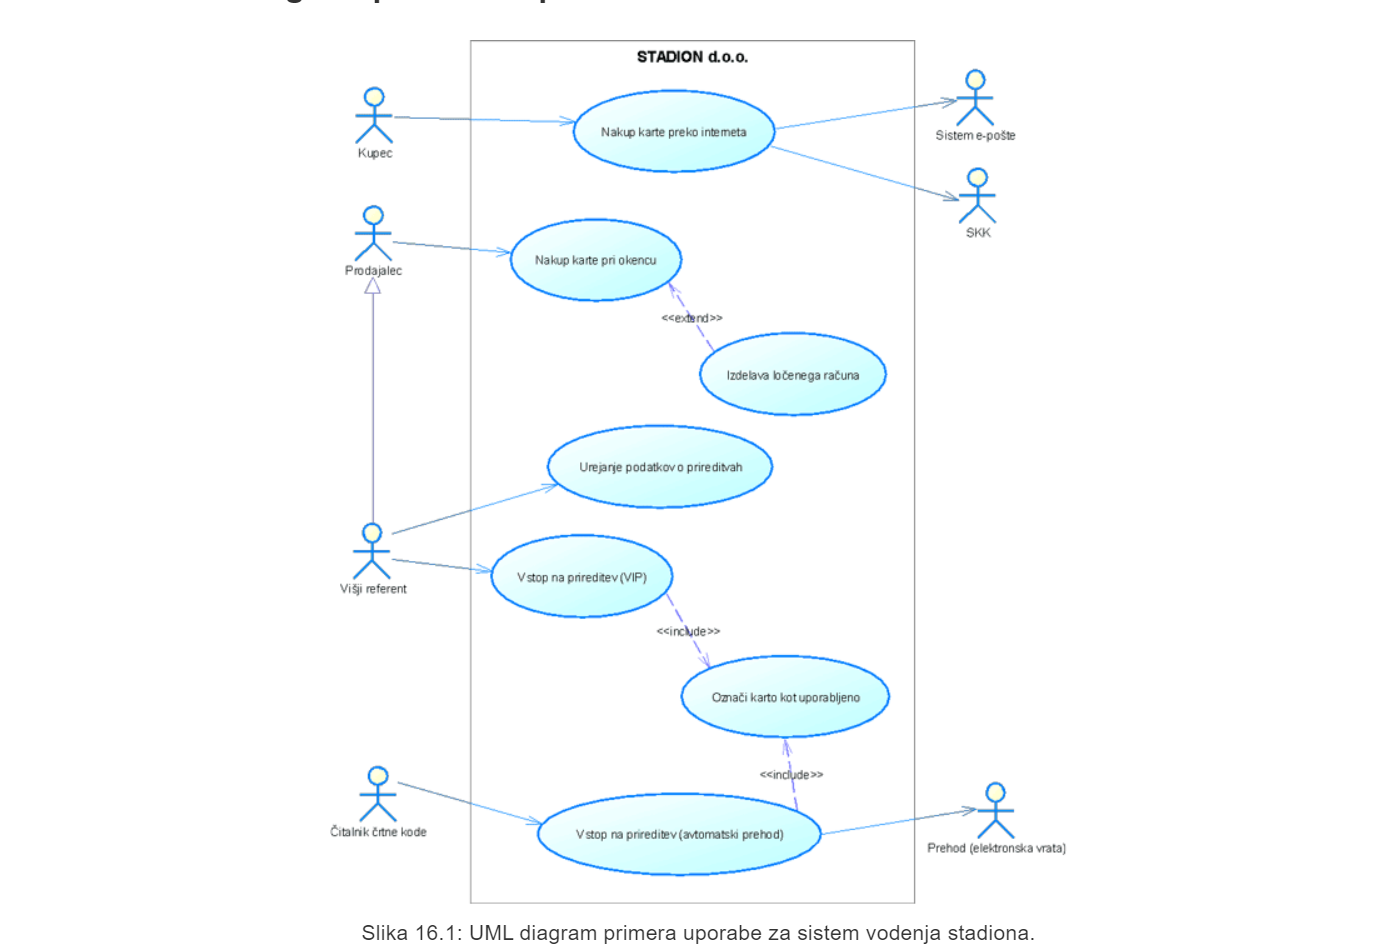 STADION d.o.o.
Kupec
Nakup karte preko interneta
Sistem e-pošte
SKK
Prodajalec
Nakup karte pri okencu
<<extend>>
Izdelava ločenega računa
Urejanje podatkov o prireditvah
Višji referent
Vstop na prireditev (VIP)
<<include>>
Označi karto kot uporabljeno
<<include>>
Čitalnik črtne kode
Vstop na prireditev (avtomatski prehod)
Prehod (elektronska vrata)
Slika 16.1: UML diagram primera uporabe za sistem vodenja stadiona.